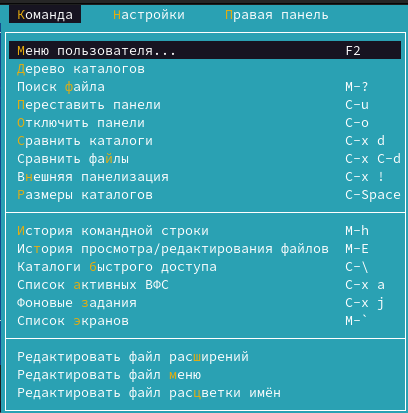 Команда Настройки Правая панель
Меню пользователя... F2
Дерево каталогов
Поиск файла M-?
Переставить панели C-u
Отключить панели C-o
Сравнить каталоги C-x d
Сравнить файлы C-x C-d
Внешняя панелизация C-x !
Размеры каталогов C-Space
История командной строки M-h
История просмотра/редактирования файлов M-E
Каталоги быстрого доступа C-\
Список активных ВФС C-x a
Фоновые задания C-x j
Список экранов M-`
Редактировать файл расширений
Редактировать файл меню
Редактировать файл расцветки имён